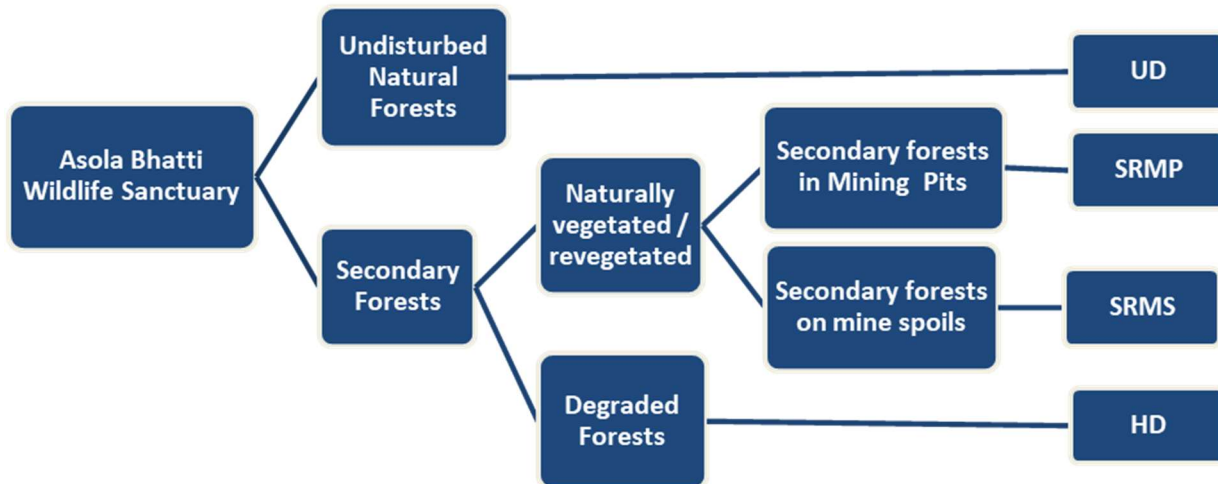 Asola Bhatti
Wildlife Sanctuary
Undisturbed
Natural
Forests
UD
Secondary
Forests
Naturally
vegetated /
revegetated
Secondary forests
in Mining Pits
SRMP
Secondary forests
on mine spoils
SRMS
Degraded
Forests
HD